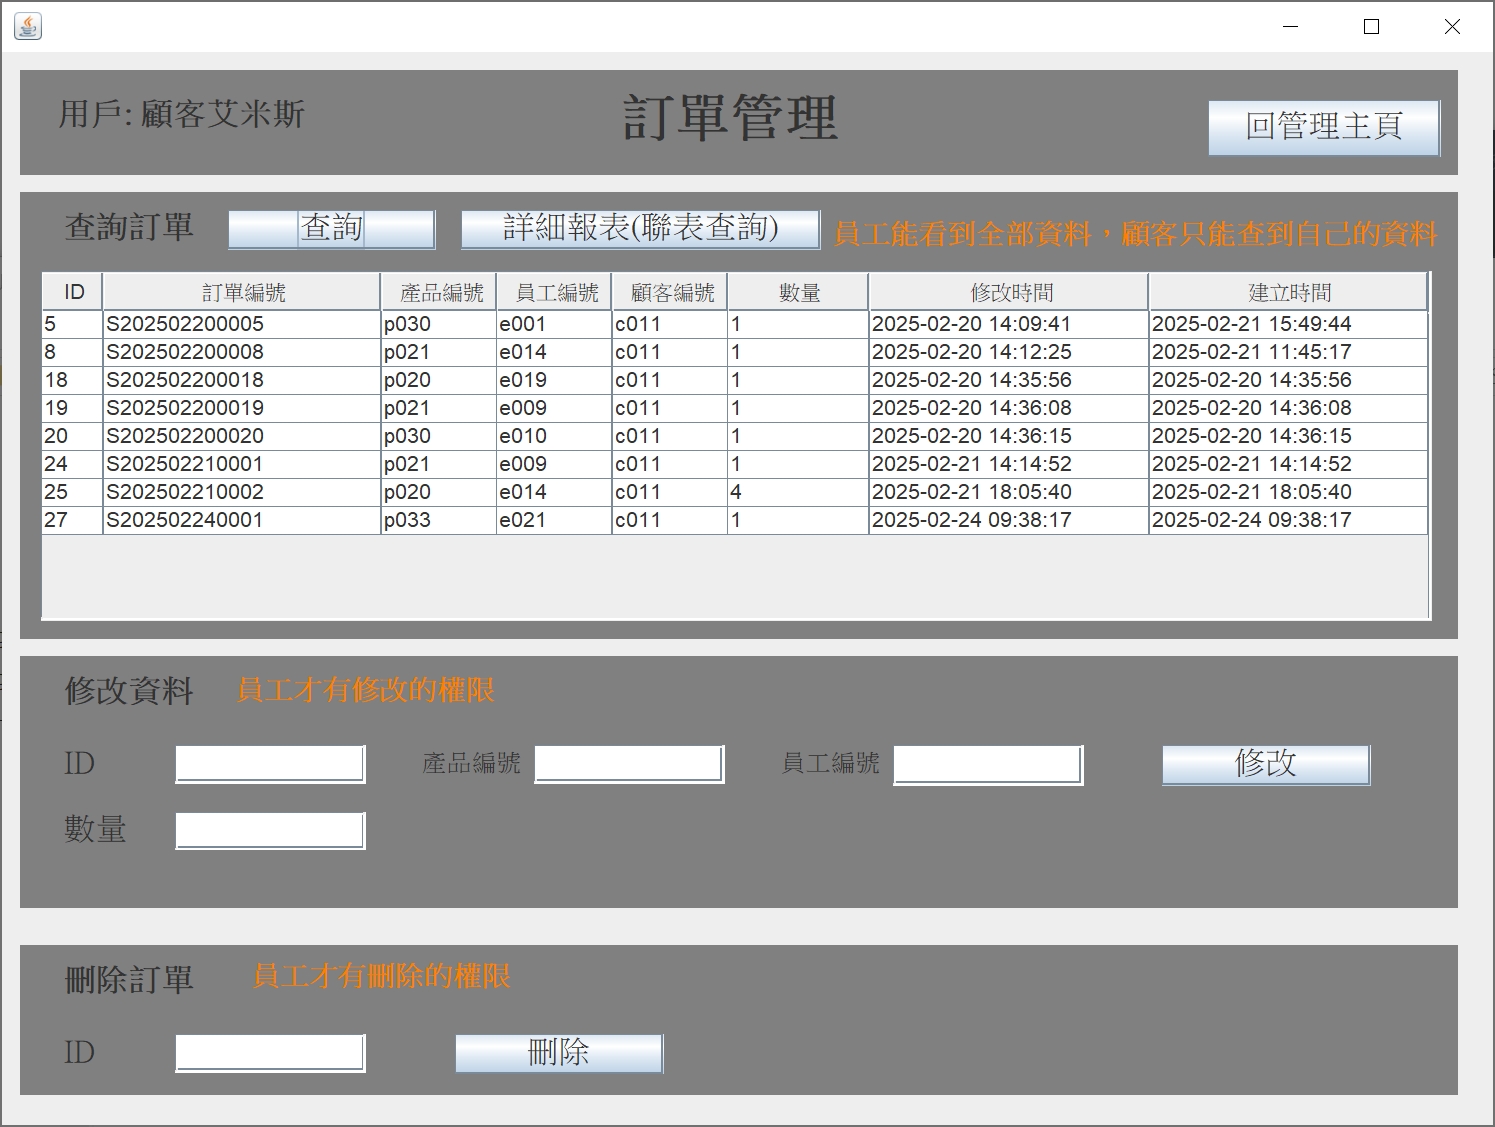 用戶: 顧客艾米斯
訂單管理
回管理主頁
查詢訂單 查詢 詳細報表(聯表查詢) 員工能看到全部資料，顧客只能查到自己的資料
ID 訂單編號 產品編號 員工編號 顧客編號 數量 修改時間 建立時間
5 S202502200005 p030 e001 c011 1 2025-02-20 14:09:41 2025-02-21 15:49:44
8 S202502200008 p021 e014 c011 1 2025-02-20 14:12:25 2025-02-21 11:45:17
18 S202502200018 p020 e019 c011 1 2025-02-20 14:35:56 2025-02-20 14:35:56
19 S202502200019 p021 e009 c011 1 2025-02-20 14:36:08 2025-02-20 14:36:08
20 S202502200020 p030 e010 c011 1 2025-02-20 14:36:15 2025-02-20 14:36:15
24 S202502210001 p021 e009 c011 1 2025-02-21 14:14:52 2025-02-21 14:14:52
25 S202502210002 p020 e014 c011 4 2025-02-21 18:05:40 2025-02-21 18:05:40
27 S202502240001 p033 e021 c011 1 2025-02-24 09:38:17 2025-02-24 09:38:17
修改資料 員工才有修改的權限
ID 產品編號 員工編號 修改
數量
刪除訂單 員工才有刪除的權限
ID 刪除